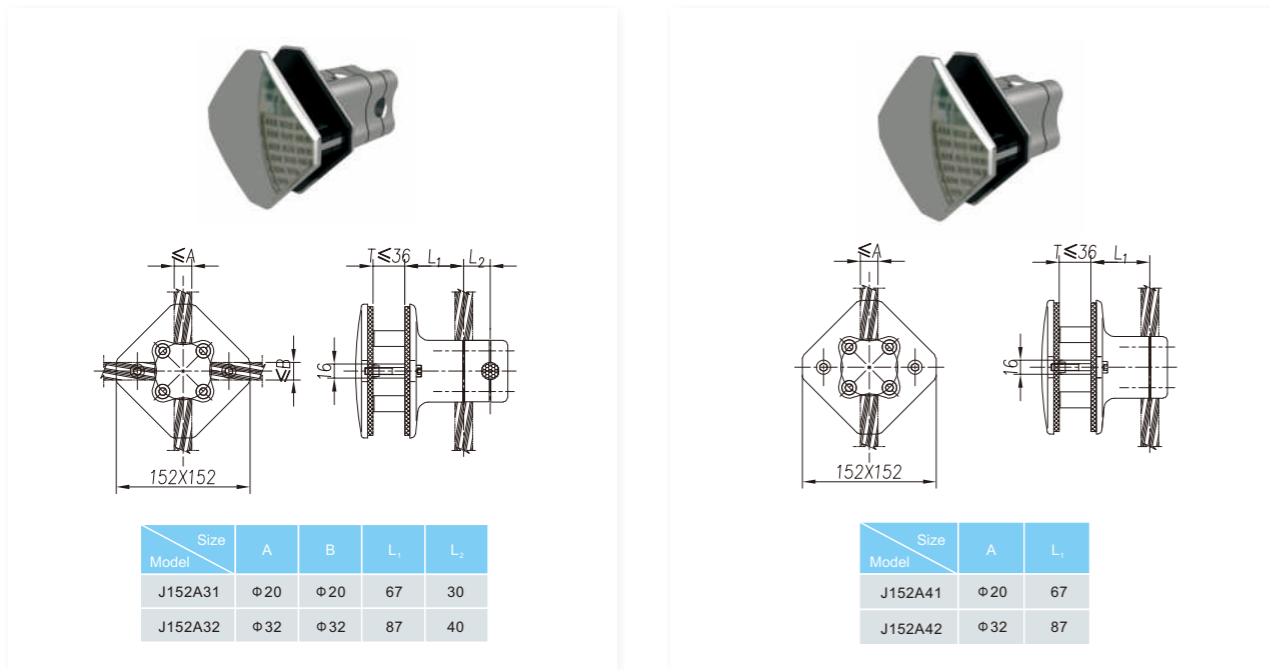 ≤A
T≤36 L₁ L₂
≤B
16
152X152
Size
Model
A B L₁ L₂
J152A31 Φ20 Φ20 67 30
J152A32 Φ32 Φ32 87 40
≤A
T≤36 L₁
16
152X152
Size
Model
A L₁
J152A41 Φ20 67
J152A42 Φ32 87